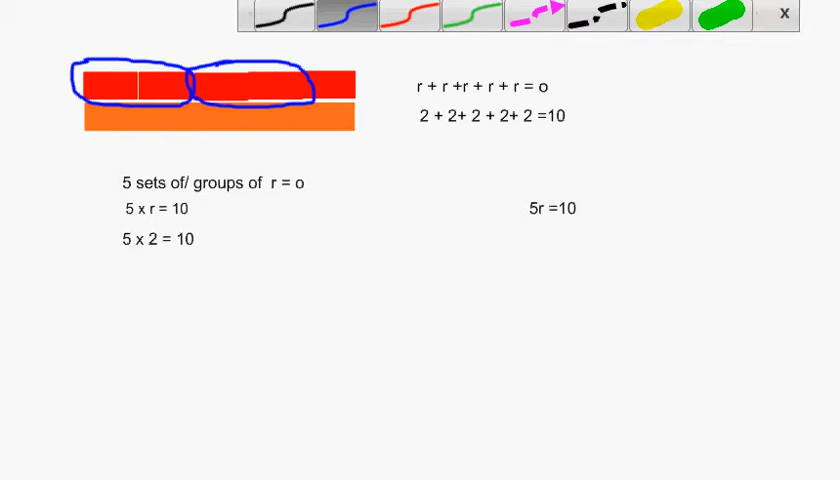 x
r + r +r + r + r = o
2 + 2+ 2 + 2+ 2 =10
5 sets of/ groups of r = o
5 x r = 10
5r =10
5 x 2 = 10